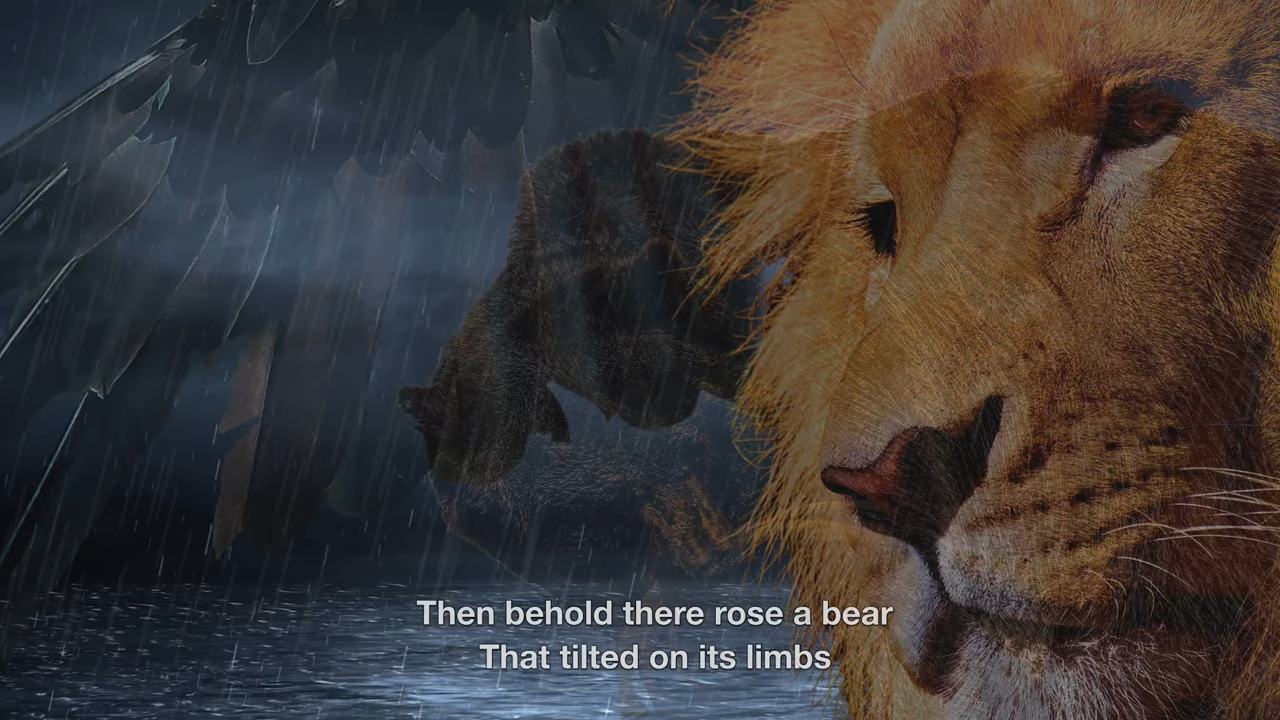 Then behold there rose a bear
That tilted on its limbs